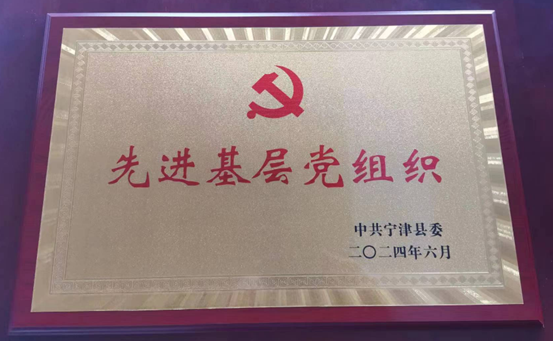 先进基层党组织
中共宁津县委
二〇二四年六月